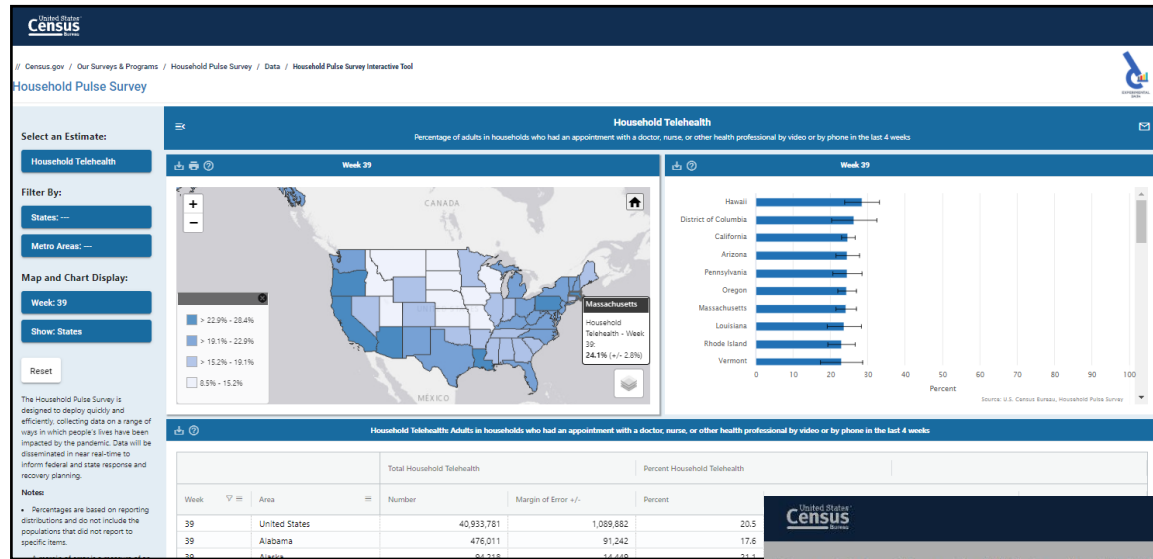 United States®
Census
Bureau
// Census.gov / Our Surveys & Programs / Household Pulse Survey / Data / Household Pulse Survey Interactive Tool
Household Pulse Survey
EXPERIMENTAL
DATA
Select an Estimate:
Household Telehealth
Filter By:
States: ---
Metro Areas: ---
Map and Chart Display:
Week: 39
Show: States
Reset
The Household Pulse Survey is
designed to deploy quickly and
efficiently, collecting data on a range of
ways in which people's lives have been
impacted by the pandemic. Data will be
disseminated in near real-time to
inform federal and state response and
recovery planning.
Notes:
• Percentages are based on reporting
distributions and do not include the
populations that did not report to
specific items.
Household Telehealth
Percentage of adults in households who had an appointment with a doctor, nurse, or other health professional by video or by phone in the last 4 weeks
Week 39
+
−
CANADA
MEXICO
> 22.9% - 28.4%
> 19.1% - 22.9%
> 15.2% - 19.1%
8.5% - 15.2%
Massachusetts
Household
Telehealth - Week
39:
24.1% (+/- 2.8%)
Week 39
Hawaii
District of Columbia
California
Arizona
Pennsylvania
Oregon
Massachusetts
Louisiana
Rhode Island
Vermont
0 10 20 30 40 50 60 70 80 90 100
Percent
Source: U.S. Census Bureau, Household Pulse Survey
Household Telehealth: Adults in households who had an appointment with a doctor, nurse, or other health professional by video or by phone in the last 4 weeks
Total Household Telehealth Percent Household Telehealth
Week Area Number Margin of Error +/- Percent
39 United States 40,933,781 1,089,882 20.5
39 Alabama 476,011 91,242 17.6
39 Alaska 94,218 14,449 21.1
United States®
Census
Bureau